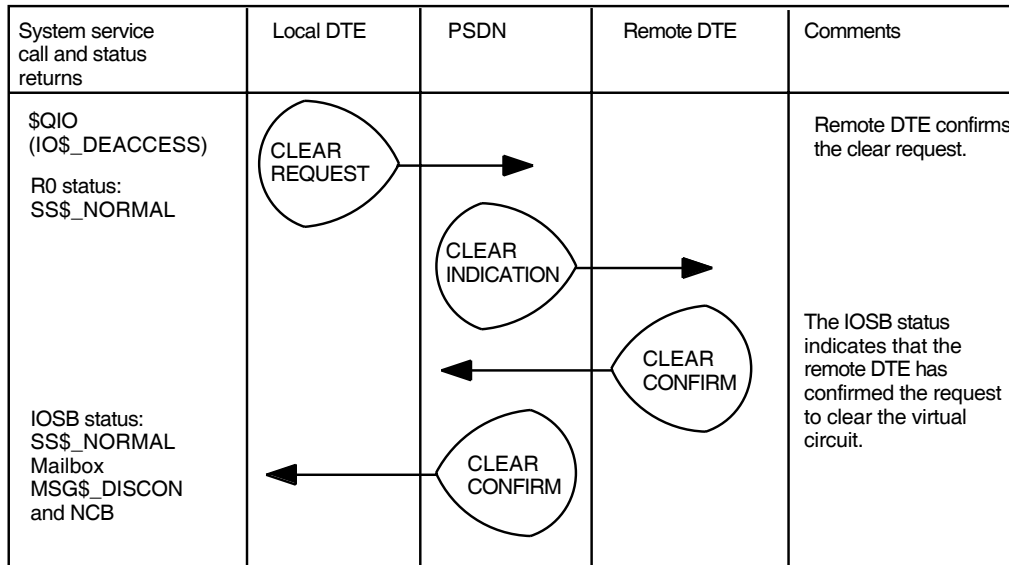 System service
call and status
returns
Local DTE
PSDN
Remote DTE
Comments
$QIO
(IO$_DEACCESS)
R0 status:
SS$_NORMAL
CLEAR
REQUEST
Remote DTE confirms
the clear request.
CLEAR
INDICATION
CLEAR
CONFIRM
The IOSB status
indicates that the
remote DTE has
confirmed the request
to clear the virtual
circuit.
IOSB status:
SS$_NORMAL
Mailbox
MSG$_DISCON
and NCB
CLEAR
CONFIRM